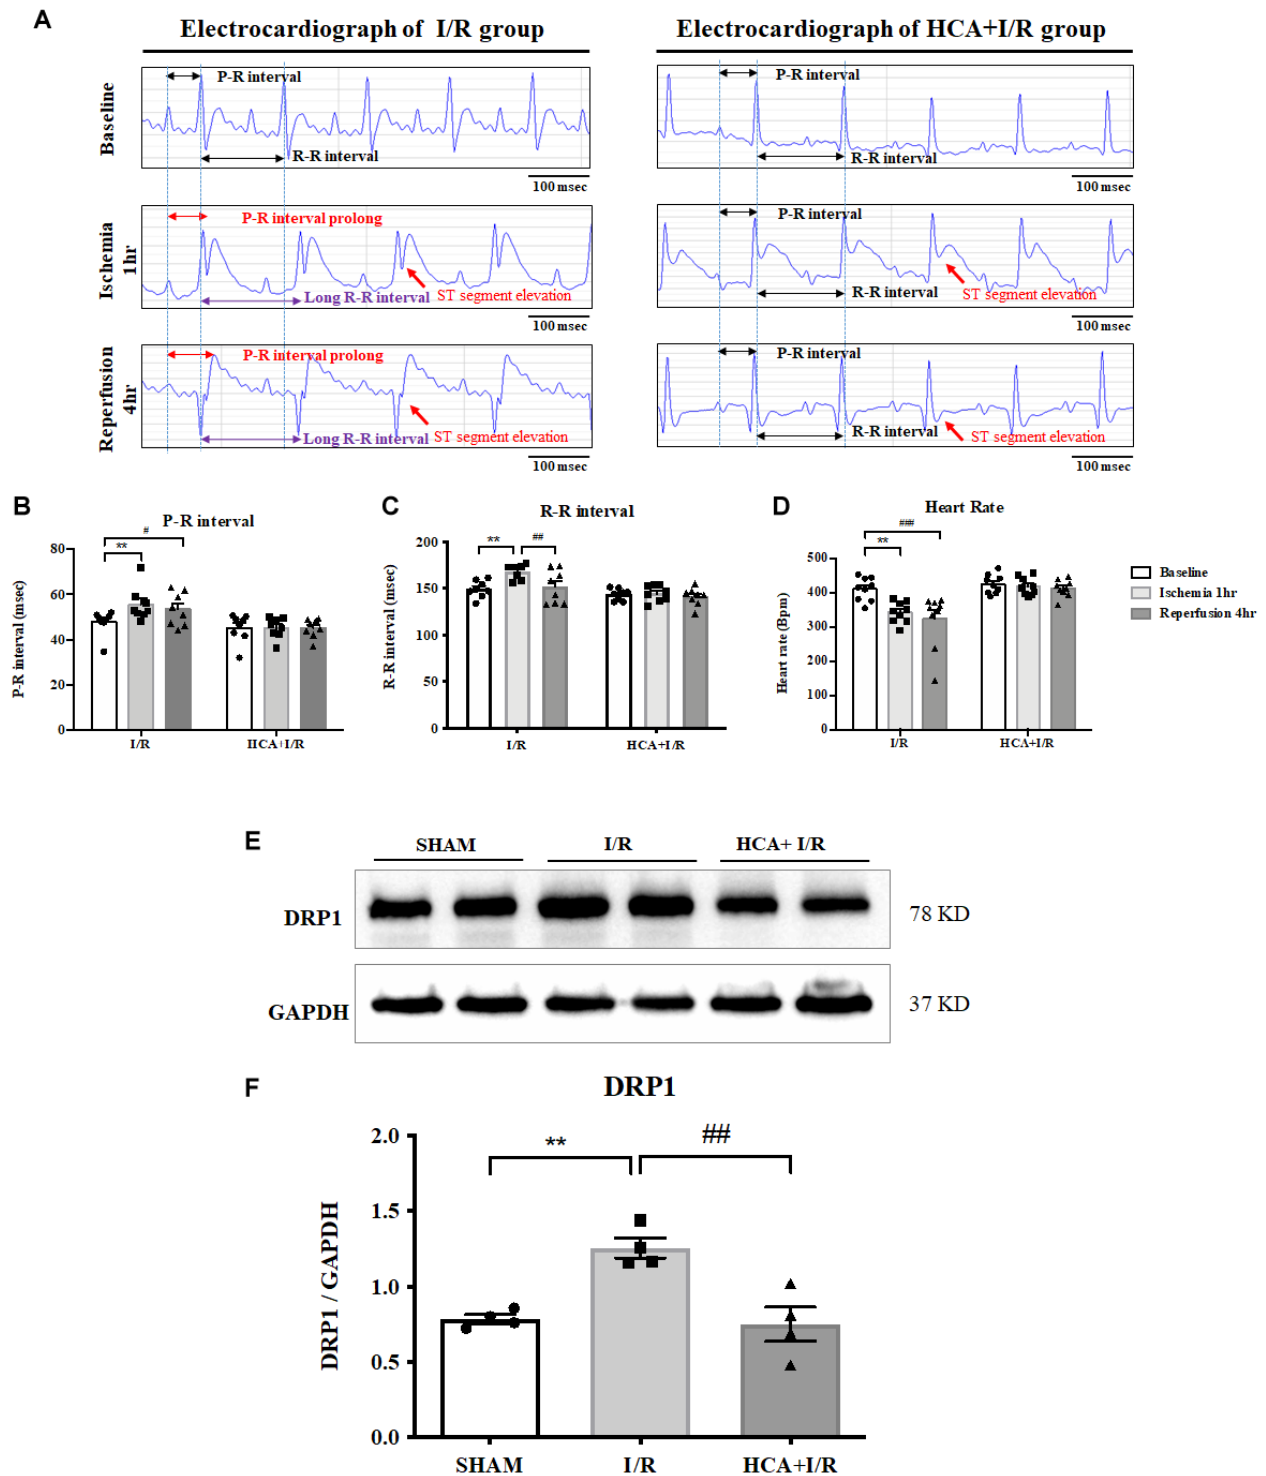 A
Electrocardiograph of I/R group
Electrocardiograph of HCA+I/R group
Baseline
P-R interval
R-R interval
100 msec
P-R interval
R-R interval
100 msec
Ischemia 1hr
P-R interval prolong
Long R-R interval
ST segment elevation
100 msec
P-R interval
R-R interval
ST segment elevation
100 msec
Reperfusion 4hr
P-R interval prolong
Long R-R interval
ST segment elevation
100 msec
P-R interval
R-R interval
ST segment elevation
100 msec
B
P-R interval
P-R interval (msec)
80
60
40
20
0
**
#
I/R
HCA+I/R
C
R-R interval
R-R interval (msec)
200
150
100
50
0
**
##
I/R
HCA+I/R
D
Heart Rate
Heart rate (Bpm)
500
400
300
200
100
0
###
**
I/R
HCA+I/R
Baseline
Ischemia 1hr
Reperfusion 4hr
E
SHAM
I/R
HCA+ I/R
DRP1
78 KD
GAPDH
37 KD
F
DRP1
DRP1 / GAPDH
2.0
1.5
1.0
0.5
0.0
**
##
SHAM
I/R
HCA+I/R